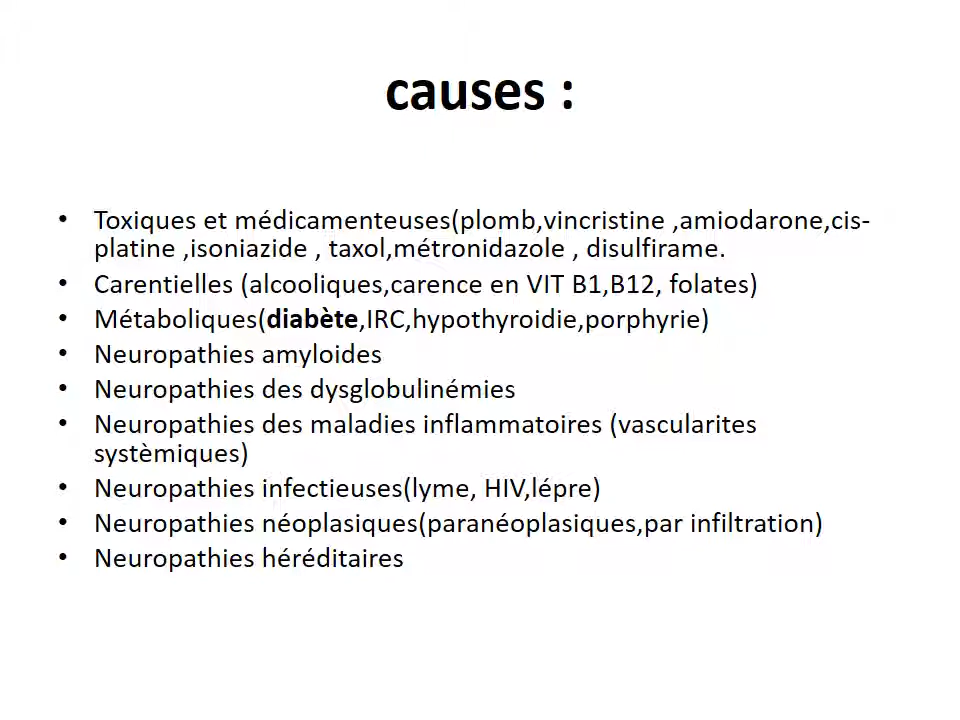 causes :
• Toxiques et médicamenteuses(plomb,vincristine ,amiodarone,cis-
platine ,isoniazide , taxol,métronidazole , disulfirame.
• Carentielles (alcooliques,carence en VIT B1,B12, folates)
• Métaboliques(diabète,IRC,hypothyroidie,porphyrie)
• Neuropathies amyloides
• Neuropathies des dysglobulinémies
• Neuropathies des maladies inflammatoires (vascularites
systèmiques)
• Neuropathies infectieuses(lyme, HIV,lépre)
• Neuropathies néoplasiques(paranéoplasiques,par infiltration)
• Neuropathies héréditaires